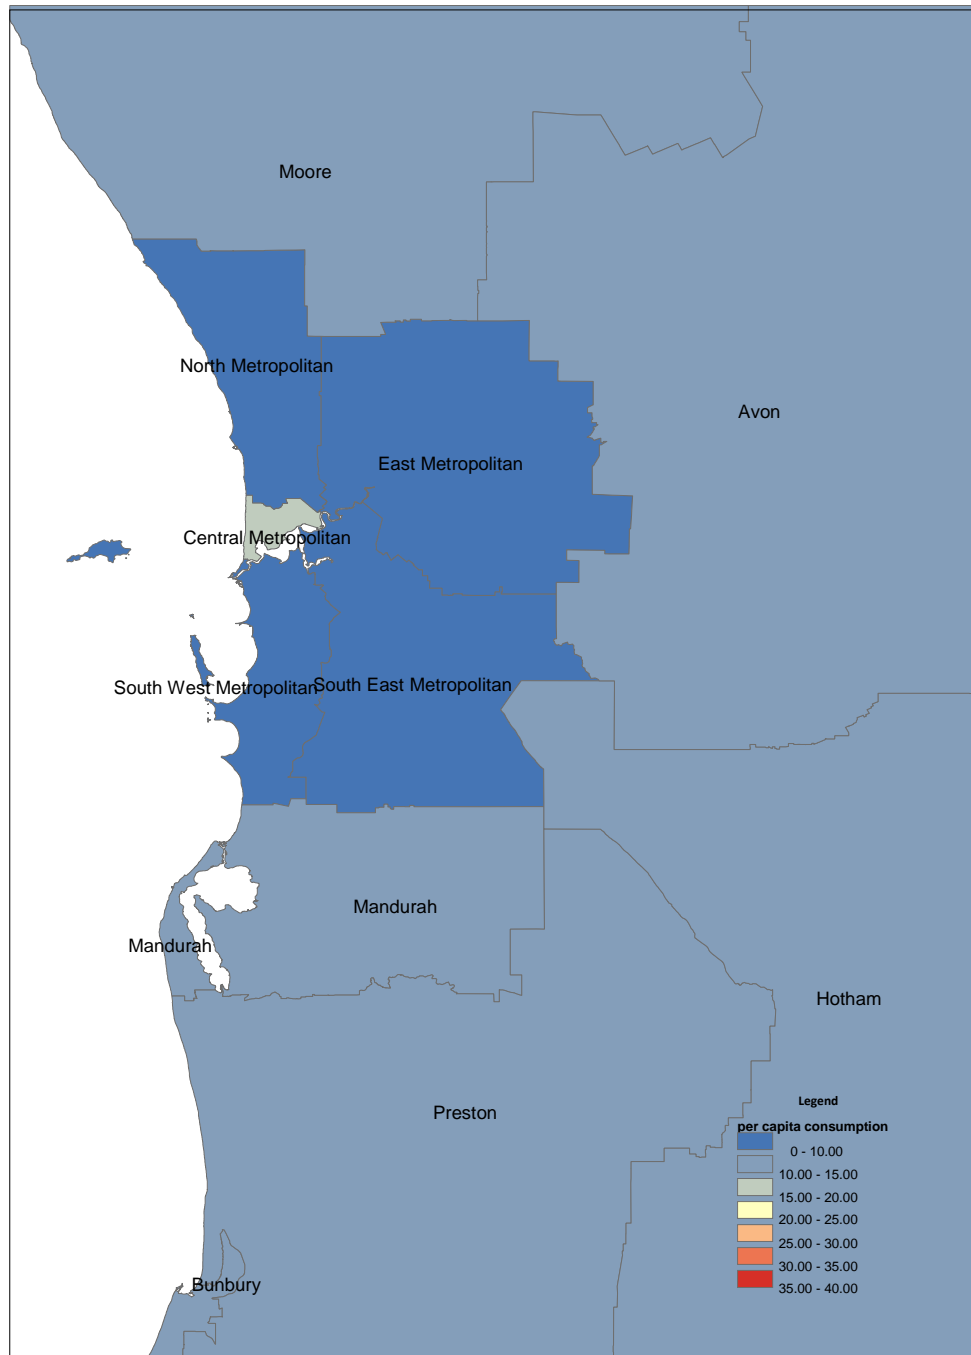 Moore
North Metropolitan
Avon
East Metropolitan
Central Metropolitan
South West Metropolitan
South East Metropolitan
Mandurah
Mandurah
Hotham
Preston
Bunbury
Legend
per capita consumption
0 - 10.00
10.00 - 15.00
15.00 - 20.00
20.00 - 25.00
25.00 - 30.00
30.00 - 35.00
35.00 - 40.00